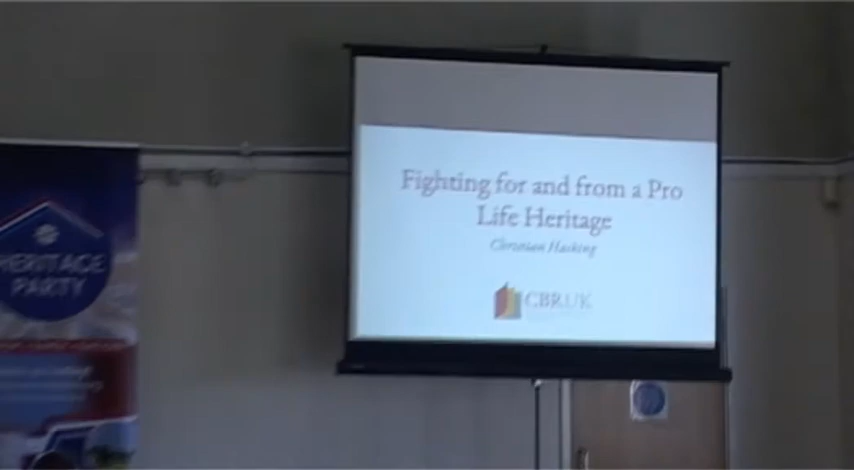 HERITAGE
PARTY
Fighting for and from a Pro
Life Heritage
Christian Hacking
CBRUK